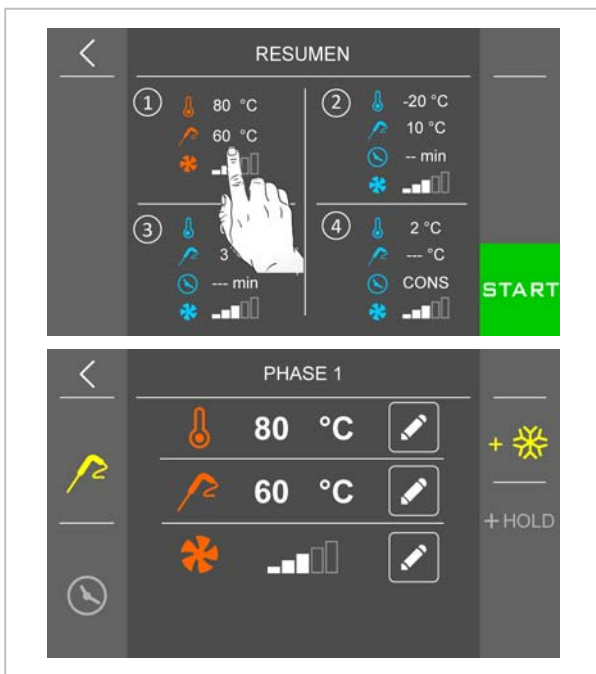 RESUMEN
1 80 °C
60 °C
2 -20 °C
10 °C
-- min
3
3
--- min
4 2 °C
--- °C
CONS
START
PHASE 1
80 °C
60 °C
+
+HOLD